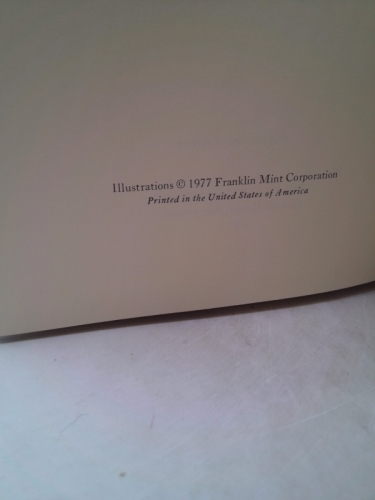 Illustrations © 1977 Franklin Mint Corporation
Printed in the United States of America